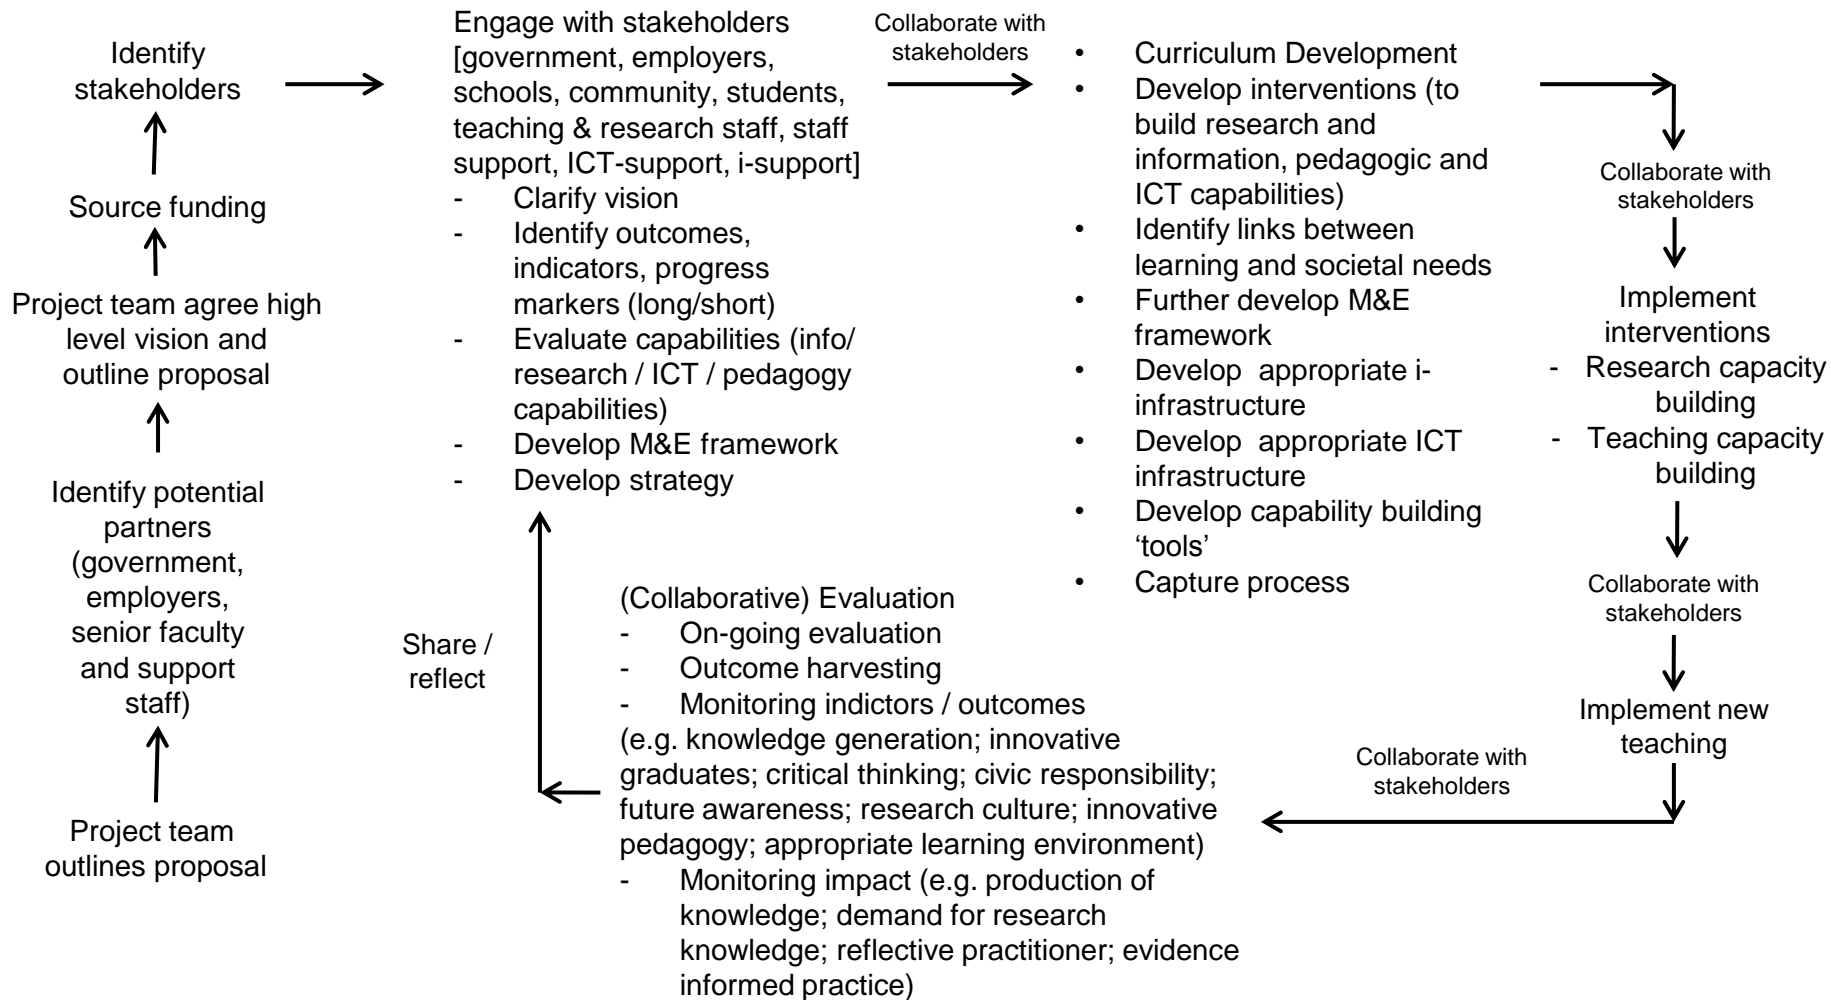 Identify
stakeholders
Source funding
Project team agree high
level vision and
outline proposal
Identify potential
partners
(government,
employers,
senior faculty
and support
staff)
Project team
outlines proposal
Engage with stakeholders
[government, employers,
schools, community, students,
teaching & research staff, staff
support, ICT-support, i-support]
- Clarify vision
- Identify outcomes,
indicators, progress
markers (long/short)
- Evaluate capabilities (info/
research / ICT / pedagogy
capabilities)
- Develop M&E framework
- Develop strategy
Collaborate with
stakeholders
• Curriculum Development
• Develop interventions (to
build research and
information, pedagogic and
ICT capabilities)
• Identify links between
learning and societal needs
• Further develop M&E
framework
• Develop appropriate i-
infrastructure
• Develop appropriate ICT
infrastructure
• Develop capability building
‘tools’
• Capture process
Collaborate with
stakeholders
Implement
interventions
- Research capacity
building
- Teaching capacity
building
Collaborate with
stakeholders
Implement new
teaching
Collaborate with
stakeholders
(Collaborative) Evaluation
- On-going evaluation
- Outcome harvesting
- Monitoring indictors / outcomes
(e.g. knowledge generation; innovative
graduates; critical thinking; civic responsibility;
future awareness; research culture; innovative
pedagogy; appropriate learning environment)
- Monitoring impact (e.g. production of
knowledge; demand for research
knowledge; reflective practitioner; evidence
informed practice)
Share /
reflect